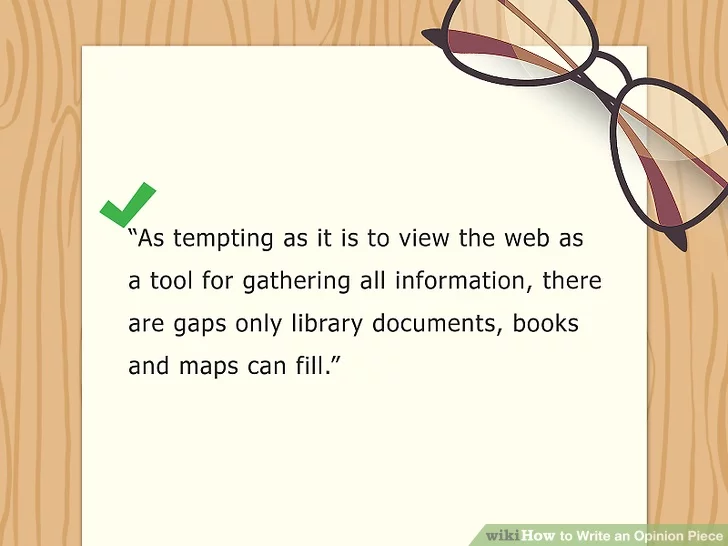 “As tempting as it is to view the web as
a tool for gathering all information, there
are gaps only library documents, books
and maps can fill.”
wikiHow to Write an Opinion Piece